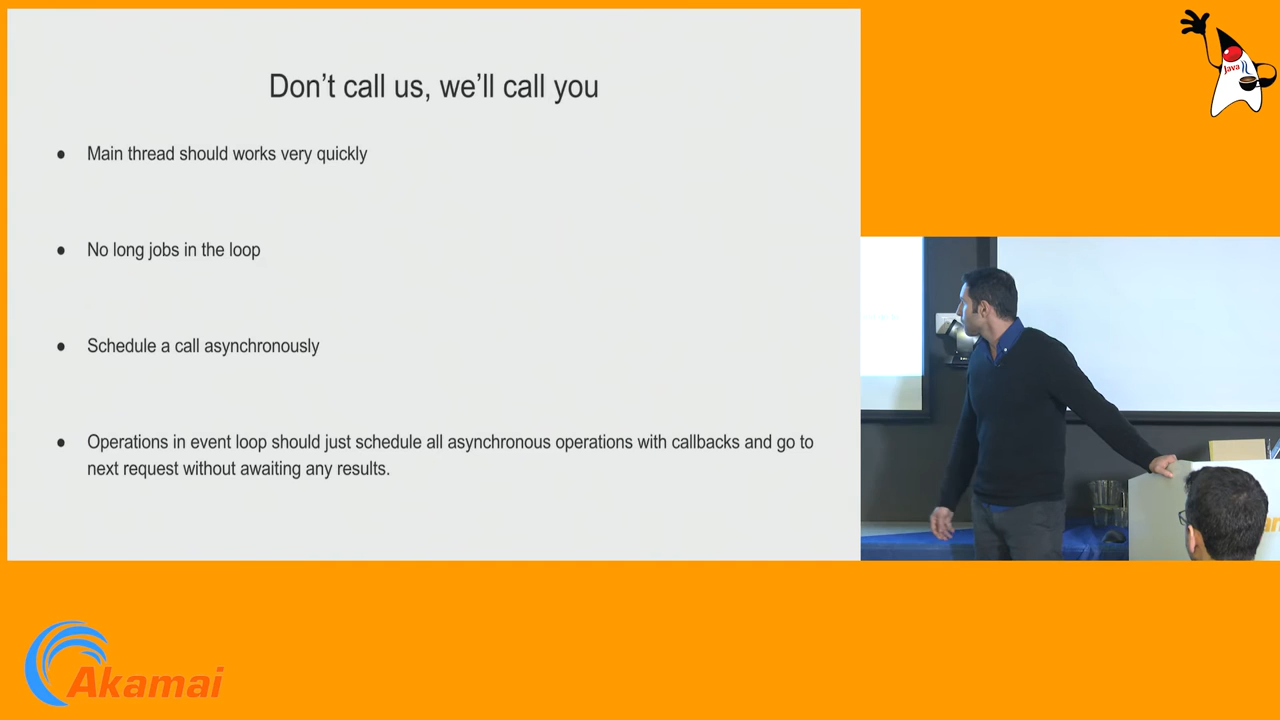 Don't call us, we'll call you
● Main thread should works very quickly
● No long jobs in the loop
● Schedule a call asynchronously
● Operations in event loop should just schedule all asynchronous operations with callbacks and go to
next request without awaiting any results.
Java
Akamai